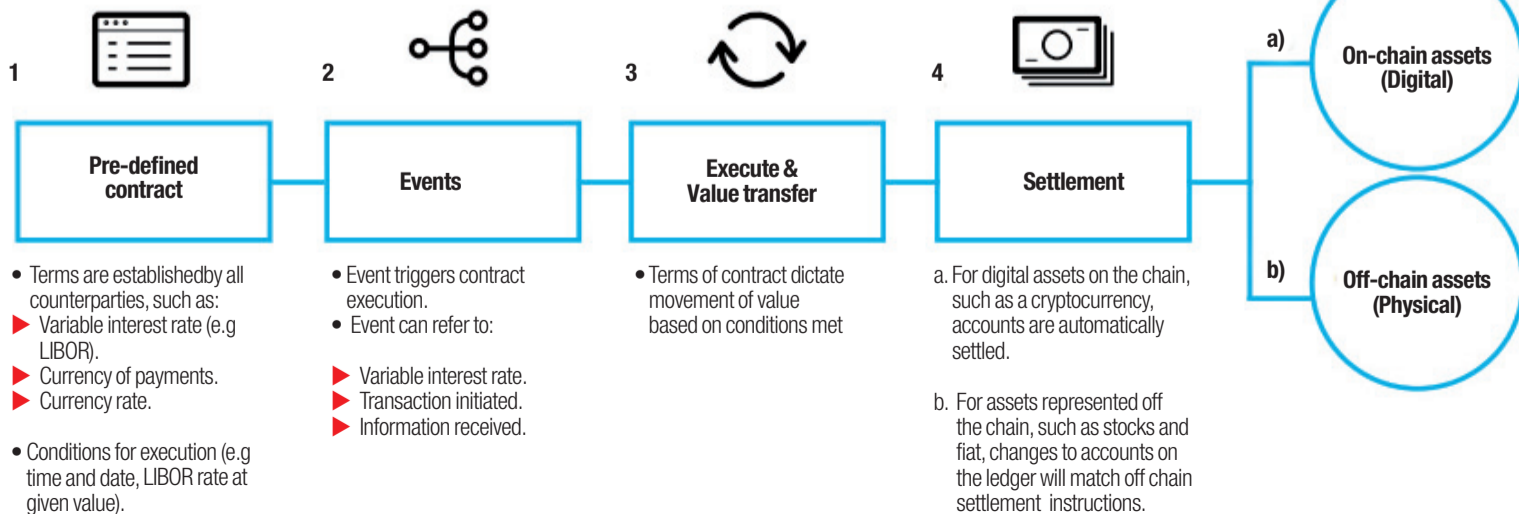 1
Pre-defined
contract
• Terms are establishedby all
counterparties, such as:
Variable interest rate (e.g
LIBOR).
Currency of payments.
Currency rate.
• Conditions for execution (e.g
time and date, LIBOR rate at
given value).
2
Events
• Event triggers contract
execution.
• Event can refer to:
Variable interest rate.
Transaction initiated.
Information received.
3
Execute &
Value transfer
• Terms of contract dictate
movement of value
based on conditions met
4
Settlement
a. For digital assets on the chain,
such as a cryptocurrency,
accounts are automatically
settled.
b. For assets represented off
the chain, such as stocks and
fiat, changes to accounts on
the ledger will match off chain
settlement instructions.
a)
On-chain assets
(Digital)
b)
Off-chain assets
(Physical)